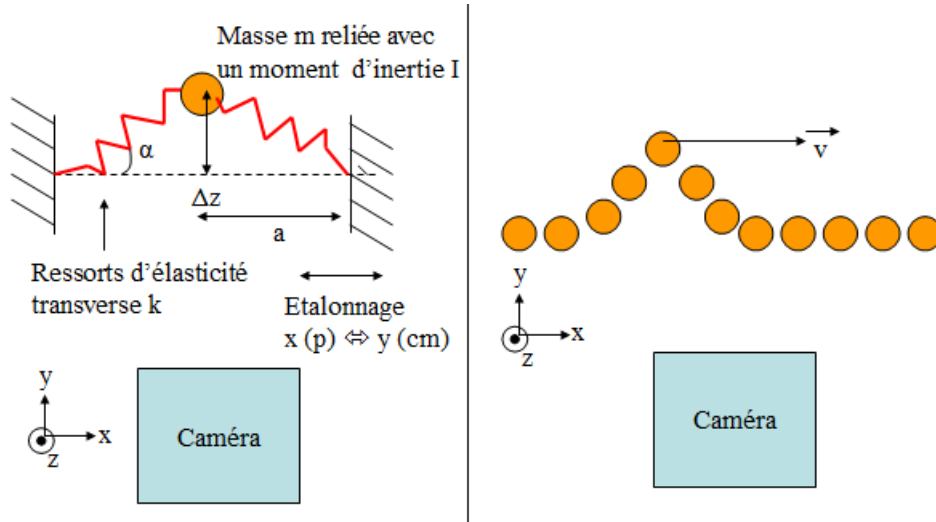 Masse m reliée avec
un moment d'inertie I
α
Δz
a
Ressorts d'élasticité
transverse k
Etalonnage
x (p) ⇔ y (cm)
y
x
z
Caméra
v
y
x
z
Caméra